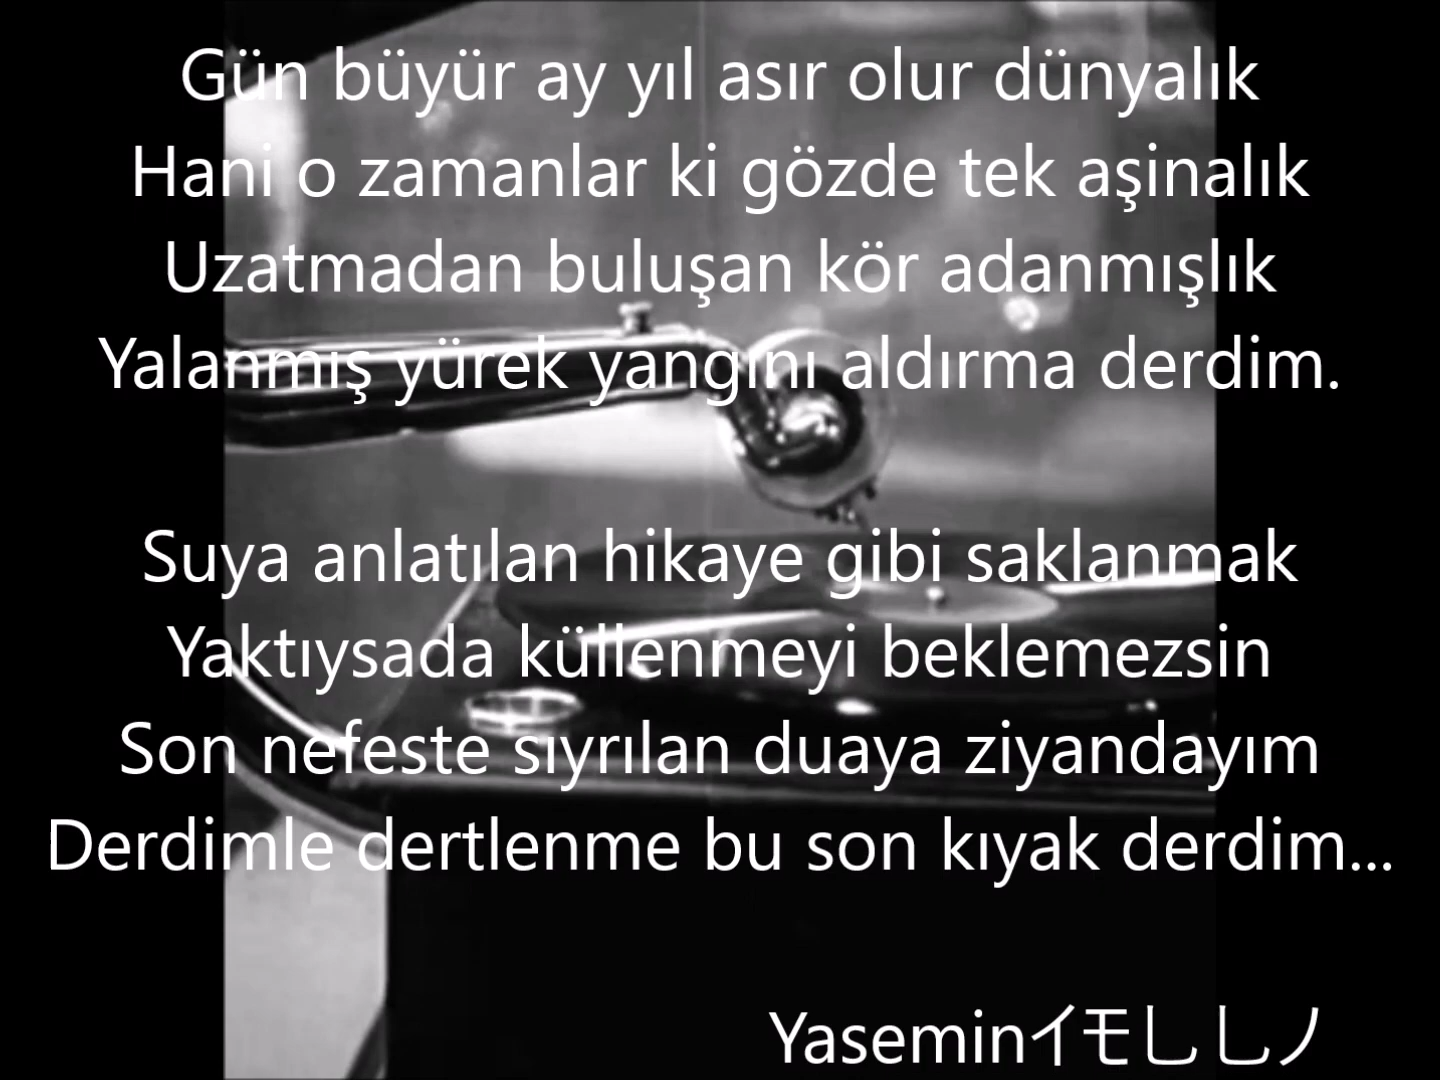 Gün büyür ay yıl asır olur dünyalık
Hani o zamanlar ki gözde tek aşinalık
Uzatmadan buluşan kör adanmışlık
Yalanmış yürek yangını aldırma derdim.
Suya anlatılan hikaye gibi saklanmak
Yaktıysada küllenmeyi beklemezsin
Son nefeste sıyrılan duaya ziyandayım
Derdimle dertlenme bu son kıyak derdim...
Yaseminイモししノ